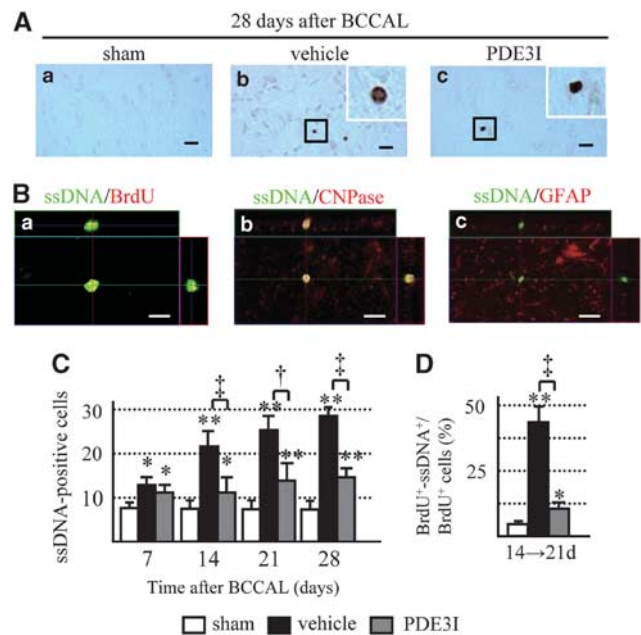 A
28 days after BCCAL
sham vehicle PDE3I
a b c
B ssDNA/BrdU ssDNA/CNPase ssDNA/GFAP
a b c
C
ssDNA-positive cells
30
20
10
‡ † ‡
** ** **
* * * ** **
7 14 21 28
Time after BCCAL (days)
D
BrdU⁺-ssDNA⁺/
BrdU⁺ cells (%)
50
25
‡
**
*
14→21d
sham vehicle PDE3I